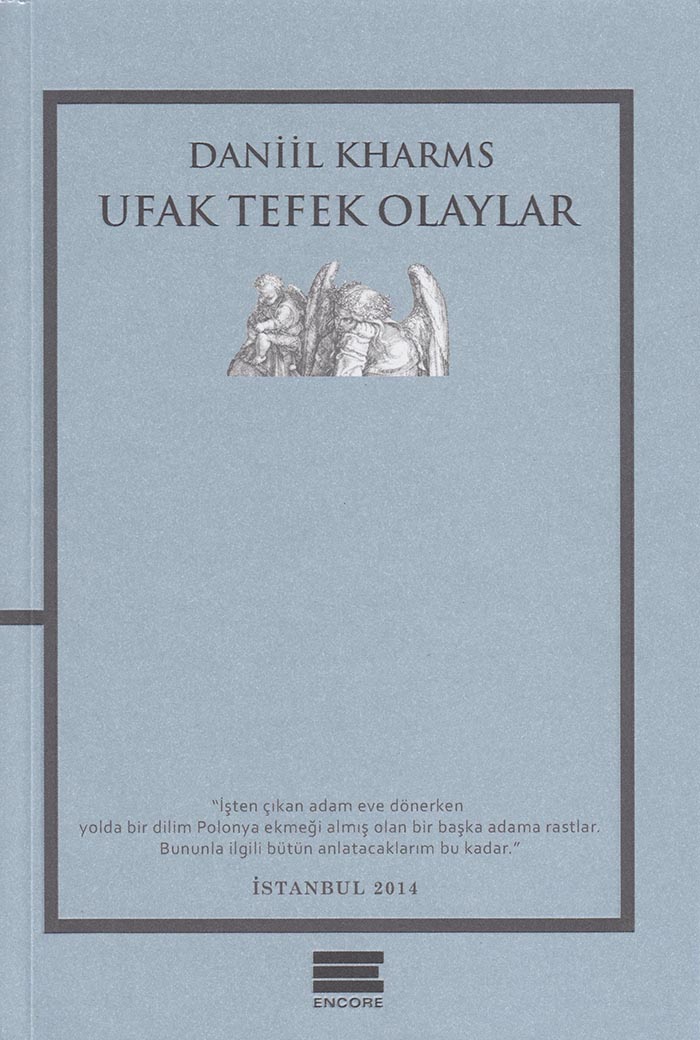 DANİİL KHARMS
UFAK TEFEK OLAYLAR
“İşten çıkan adam eve dönerken
yolda bir dilim Polonya ekmeği almış olan bir başka adama rastlar.
Bununla ilgili bütün anlatacaklarım bu kadar.”
İSTANBUL 2014
ENCORE